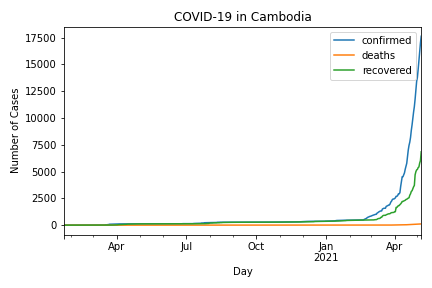 COVID-19 in Cambodia
confirmed
deaths
recovered
Number of Cases
17500
15000
12500
10000
7500
5000
2500
0
Apr
Jul
Oct
Jan
2021
Apr
Day